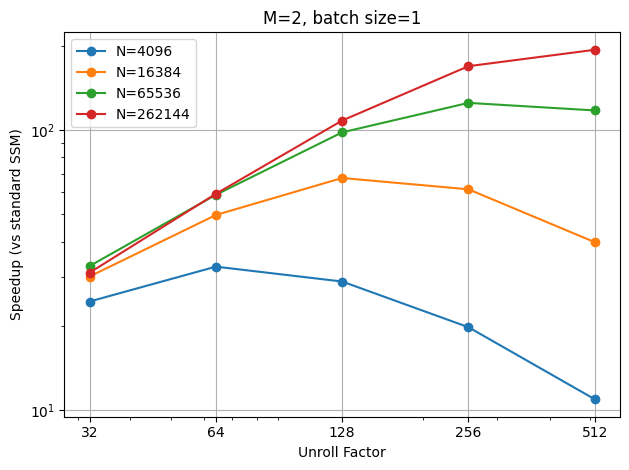 M=2, batch size=1
N=4096
N=16384
N=65536
N=262144
Speedup (vs standard SSM)
10²
10¹
32 64 128 256 512
Unroll Factor